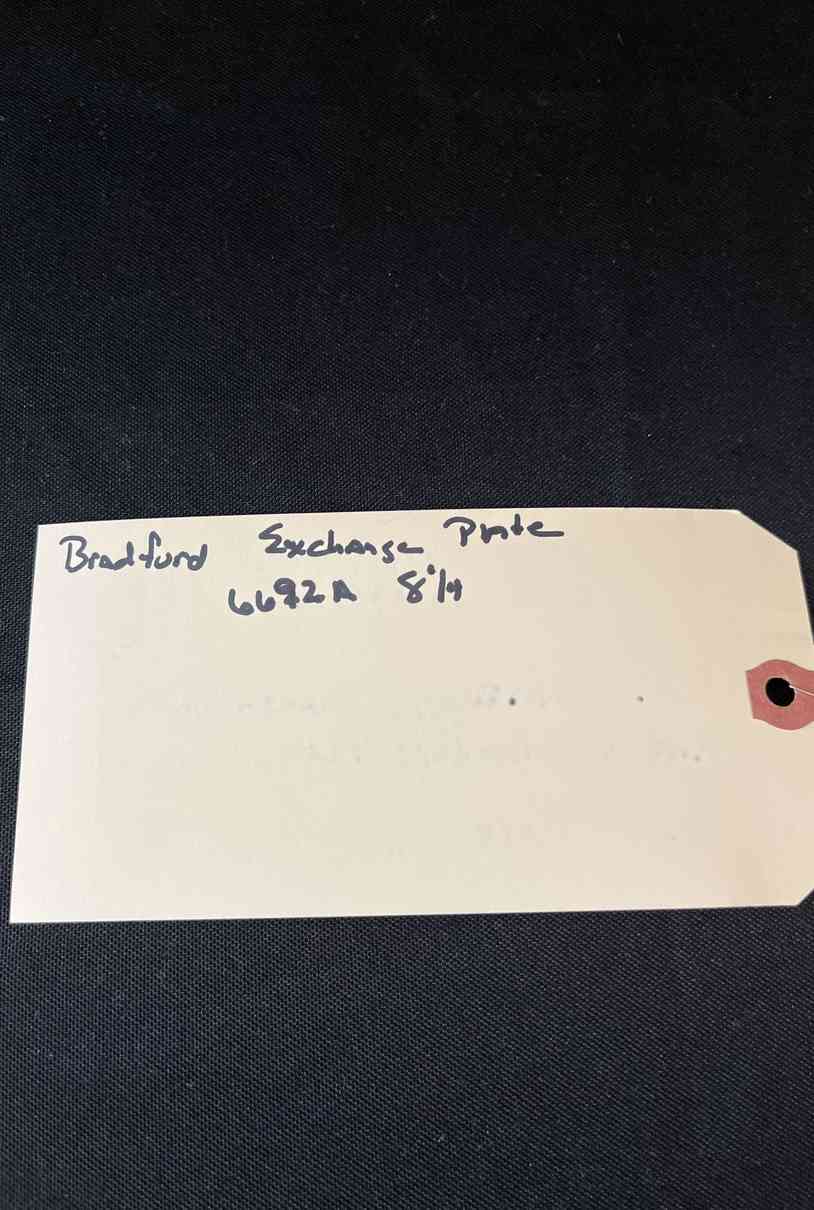 Bradford Exchange Plate
6692A 8 1/4